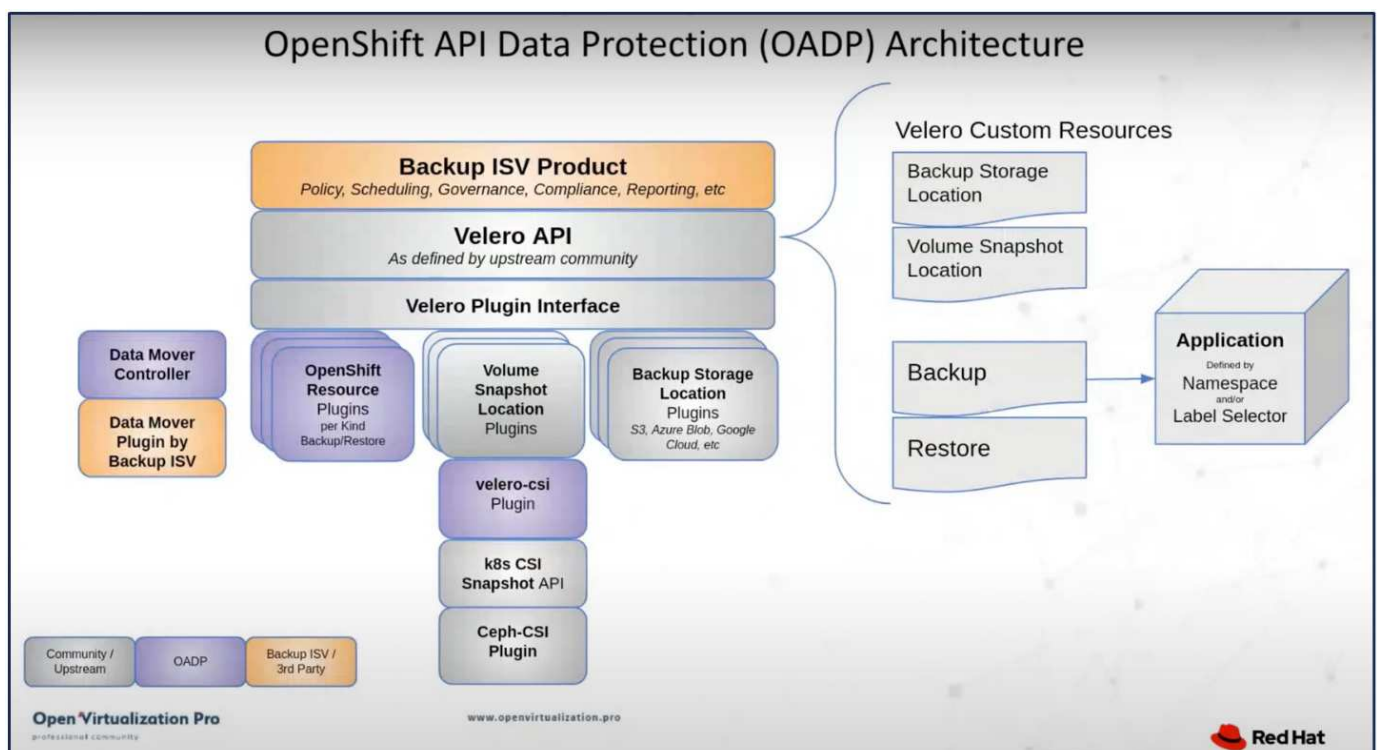 OpenShift API Data Protection (OADP) Architecture
Backup ISV Product
Policy, Scheduling, Governance, Compliance, Reporting, etc
Velero API
As defined by upstream community
Velero Plugin Interface
Data Mover
Controller
Data Mover
Plugin by
Backup ISV
OpenShift
Resource
Plugins
per Kind
Backup/Restore
Volume
Snapshot
Location
Plugins
Backup Storage
Location
Plugins
S3, Azure Blob, Google
Cloud, etc
velero-csi
Plugin
k8s CSI
Snapshot API
Ceph-CSI
Plugin
Velero Custom Resources
Backup Storage
Location
Volume Snapshot
Location
Backup
Restore
Application
Defined by
Namespace
and/or
Label Selector
Community /
Upstream
OADP
Backup ISV /
3rd Party
Open Virtualization Pro
professional community
www.openvirtualization.pro
Red Hat